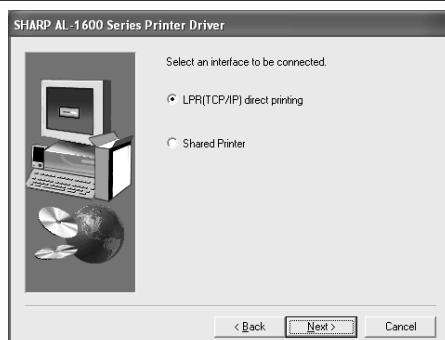 SHARP AL-1600 Series Printer Driver
Select an interface to be connected.
LPR(TCP/IP) direct printing
Shared Printer
< Back Next > Cancel